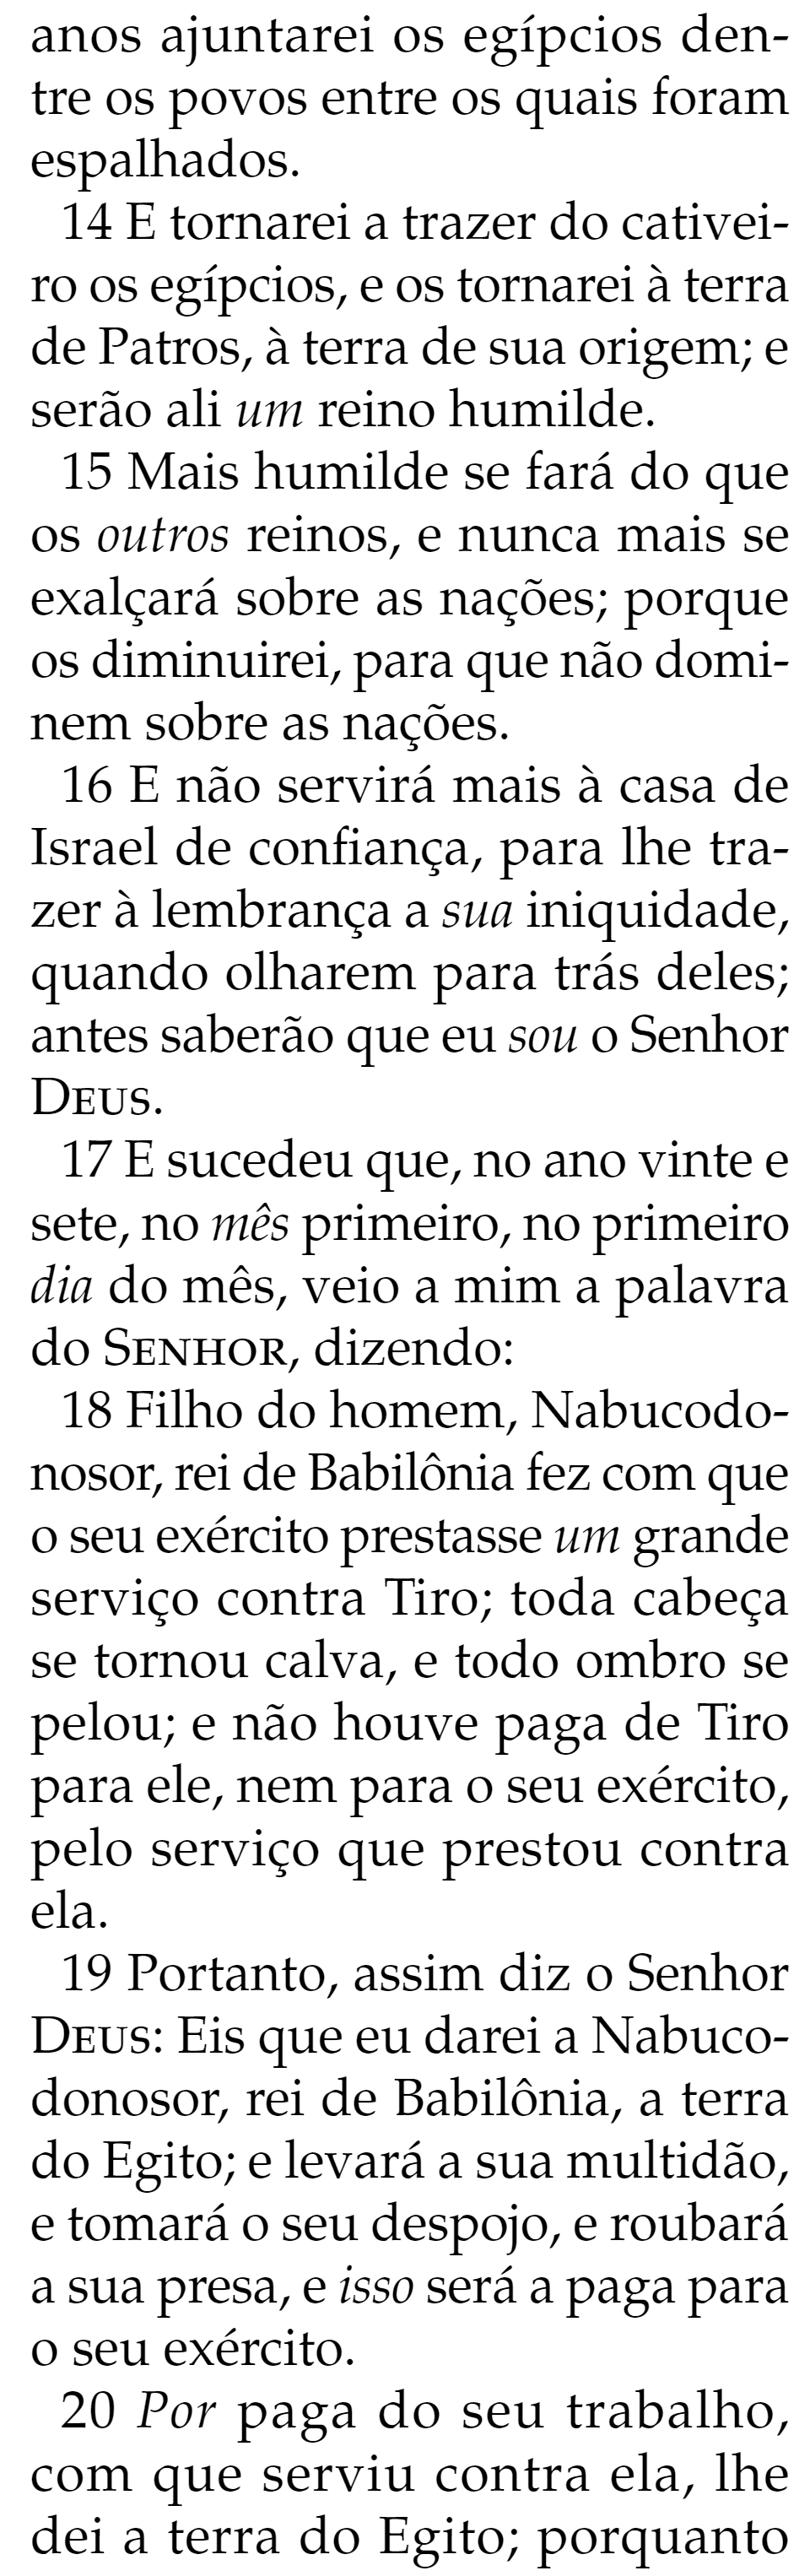 anos ajuntarei os egípcios den-
tre os povos entre os quais foram
espalhados.
14 E tornarei a trazer do cativei-
ro os egípcios, e os tornarei à terra
de Patros, à terra de sua origem; e
serão ali um reino humilde.
15 Mais humilde se fará do que
os outros reinos, e nunca mais se
exalçará sobre as nações; porque
os diminuirei, para que não domi-
nem sobre as nações.
16 E não servirá mais à casa de
Israel de confiança, para lhe tra-
zer à lembrança a sua iniquidade,
quando olharem para trás deles;
antes saberão que eu sou o Senhor
DEUS.
17 E sucedeu que, no ano vinte e
sete, no mês primeiro, no primeiro
dia do mês, veio a mim a palavra
do SENHOR, dizendo:
18 Filho do homem, Nabucodo-
nosor, rei de Babilônia fez com que
o seu exército prestasse um grande
serviço contra Tiro; toda cabeça
se tornou calva, e todo ombro se
pelou; e não houve paga de Tiro
para ele, nem para o seu exército,
pelo serviço que prestou contra
ela.
19 Portanto, assim diz o Senhor
DEUS: Eis que eu darei a Nabuco-
donosor, rei de Babilônia, a terra
do Egito; e levará a sua multidão,
e tomará o seu despojo, e roubará
a sua presa, e isso será a paga para
o seu exército.
20 Por paga do seu trabalho,
com que serviu contra ela, lhe
dei a terra do Egito; porquanto